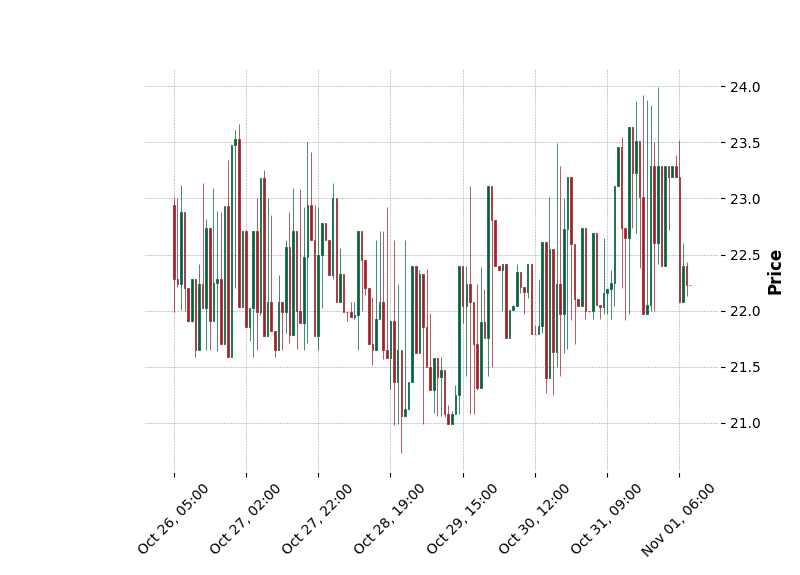 24.0
23.5
23.0
22.5
22.0
21.5
21.0
Price
Oct 26, 05:00
Oct 27, 02:00
Oct 27, 22:00
Oct 28, 19:00
Oct 29, 15:00
Oct 30, 12:00
Oct 31, 09:00
Nov 01, 06:00